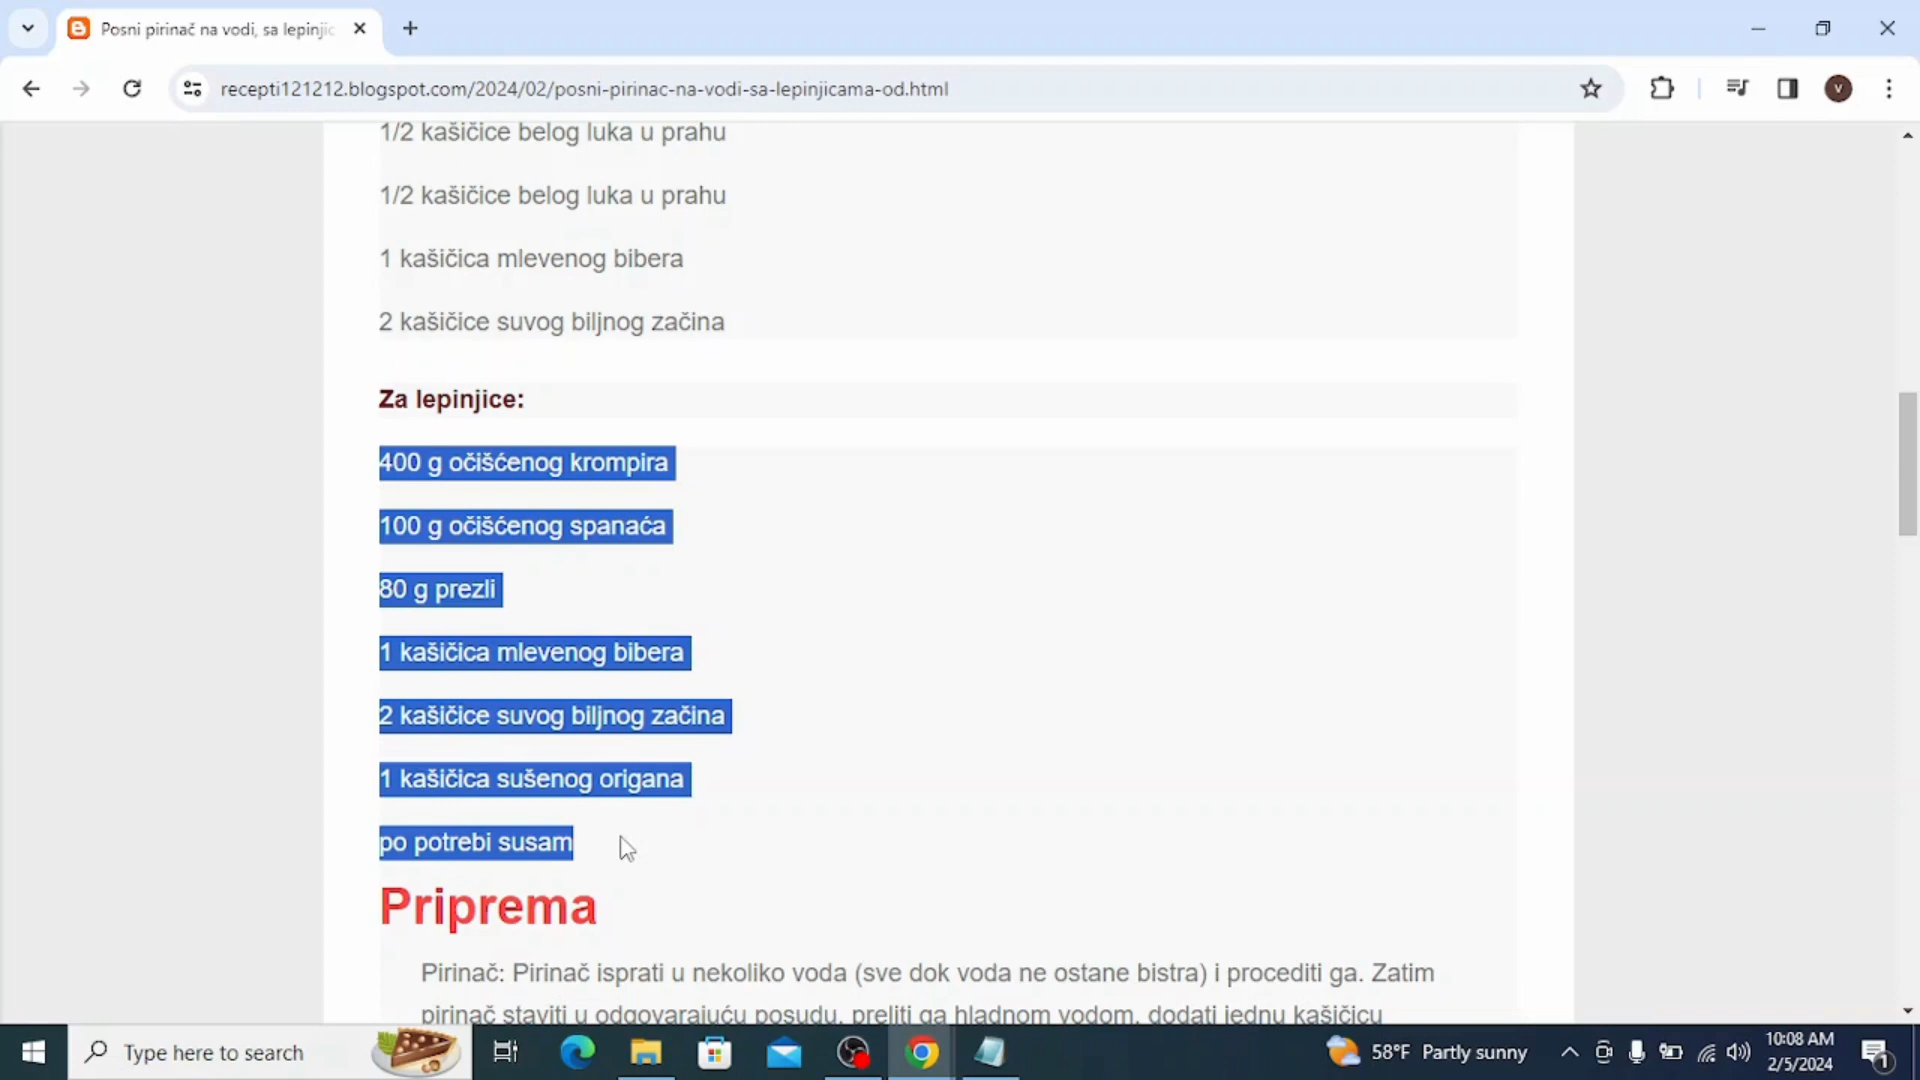 Posni pirinač na vodi, sa lepinjic
recepti121212.blogspot.com/2024/02/posni-pirinac-na-vodi-sa-lepinjicama-od.html
V
1/2 kašičice belog luka u prahu
1/2 kašičice belog luka u prahu
1 kašičica mlevenog bibera
2 kašičice suvog biljnog začina
Za lepinjice:
400 g očišćenog krompira
100 g očišćenog spanaća
80 g prezli
1 kašičica mlevenog bibera
2 kašičice suvog biljnog začina
1 kašičica sušenog origana
po potrebi susam
Priprema
Pirinač: Pirinač isprati u nekoliko voda (sve dok voda ne ostane bistra) i procediti ga. Zatim
pirinač staviti u odgovarajuću posudu, preliti ga hladnom vodom, dodati jednu kašičicu
Type here to search
58°F Partly sunny
10:08 AM
2/5/2024
1